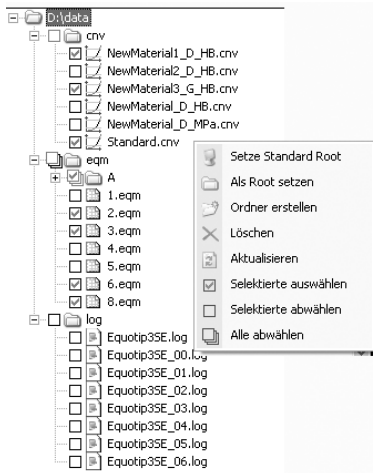 D:\data
cnv
NewMaterial1_D_HB.cnv
NewMaterial2_D_HB.cnv
NewMaterial3_G_HB.cnv
NewMaterial_D_HB.cnv
NewMaterial_D_MPa.cnv
Standard.cnv
eqm
A
1.eqm
2.eqm
3.eqm
4.eqm
5.eqm
6.eqm
8.eqm
log
Equotip3SE.log
Equotip3SE_00.log
Equotip3SE_01.log
Equotip3SE_02.log
Equotip3SE_03.log
Equotip3SE_04.log
Equotip3SE_05.log
Equotip3SE_06.log
Setze Standard Root
Als Root setzen
Ordner erstellen
Löschen
Aktualisieren
Selektierte auswählen
Selektierte abwählen
Alle abwählen